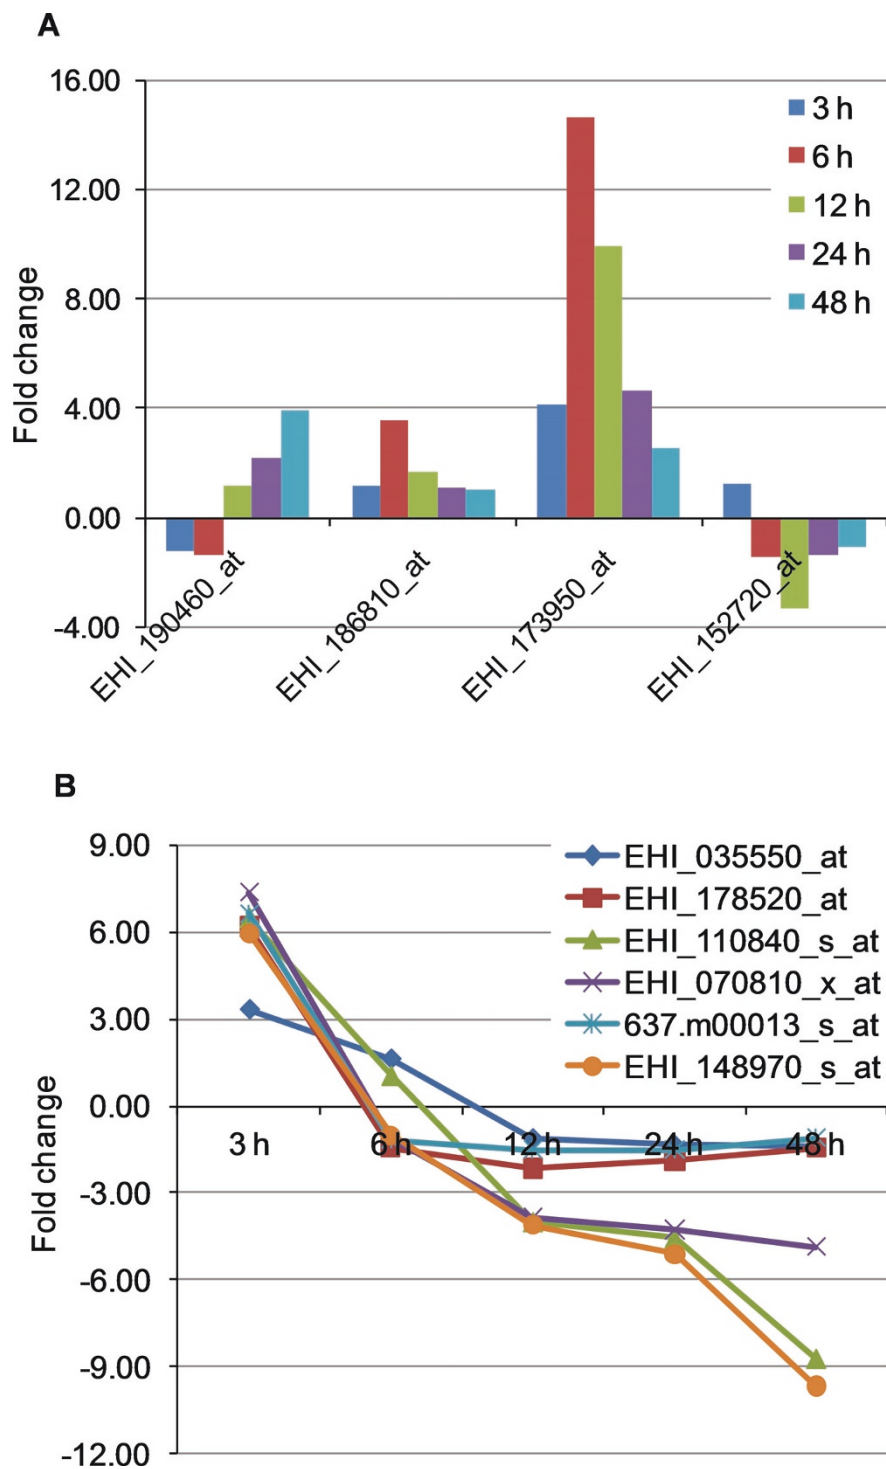 A
16.00
12.00
8.00
4.00
0.00
-4.00
Fold change
3 h
6 h
12 h
24 h
48 h
EHI_190460_at
EHI_186810_at
EHI_173950_at
EHI_152720_at
B
9.00
6.00
3.00
0.00
-3.00
-6.00
-9.00
-12.00
Fold change
EHI_035550_at
EHI_178520_at
EHI_110840_s_at
EHI_070810_x_at
637.m00013_s_at
EHI_148970_s_at
3 h
6 h
12 h
24 h
48 h